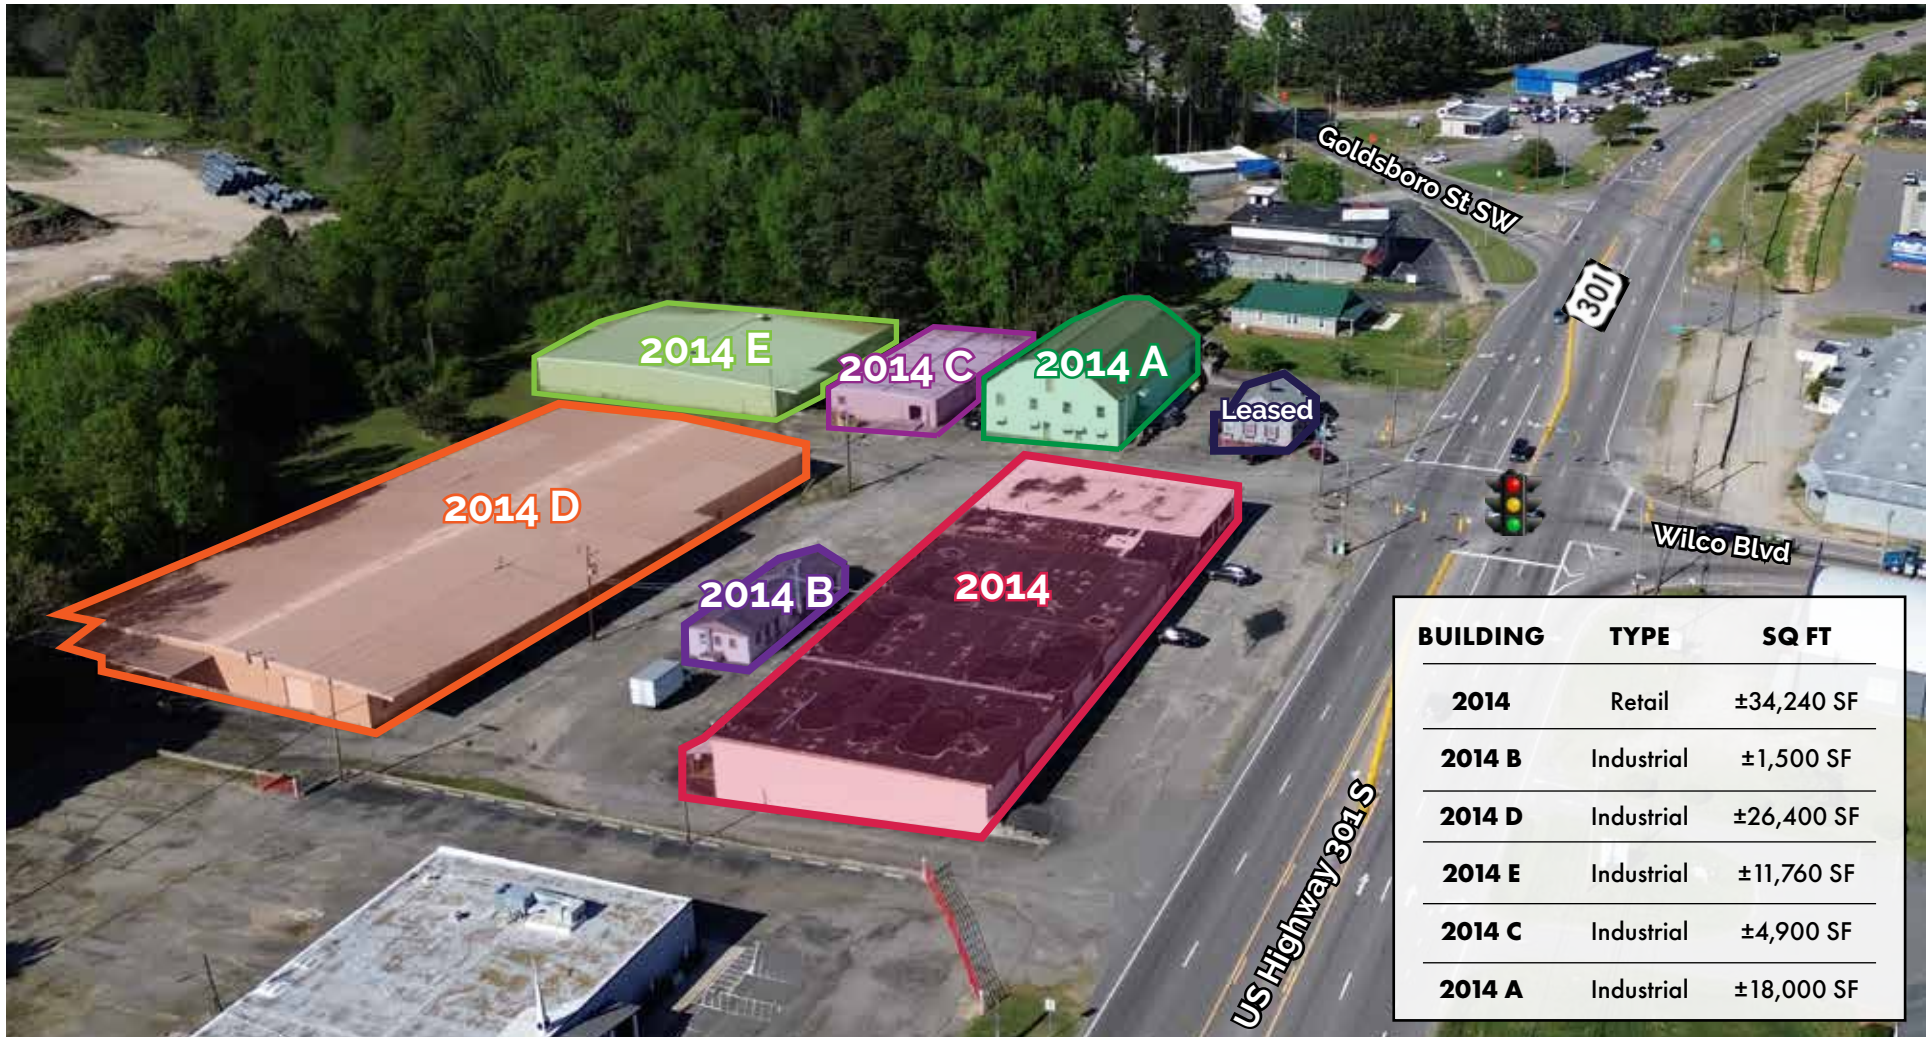 Goldsboro St SW
301
2014 E
2014 C
2014 A
Leased
2014 D
2014 B
2014
Wilco Blvd
US Highway 301 S
BUILDING TYPE SQ FT
2014 Retail ±34,240 SF
2014 B Industrial ±1,500 SF
2014 D Industrial ±26,400 SF
2014 E Industrial ±11,760 SF
2014 C Industrial ±4,900 SF
2014 A Industrial ±18,000 SF